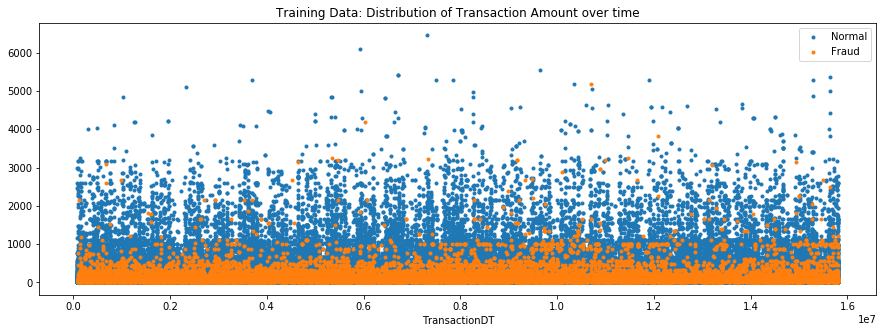 Training Data: Distribution of Transaction Amount over time
Normal
Fraud
6000
5000
4000
3000
2000
1000
0
0.0 0.2 0.4 0.6 0.8 1.0 1.2 1.4 1.6
1e7
TransactionDT